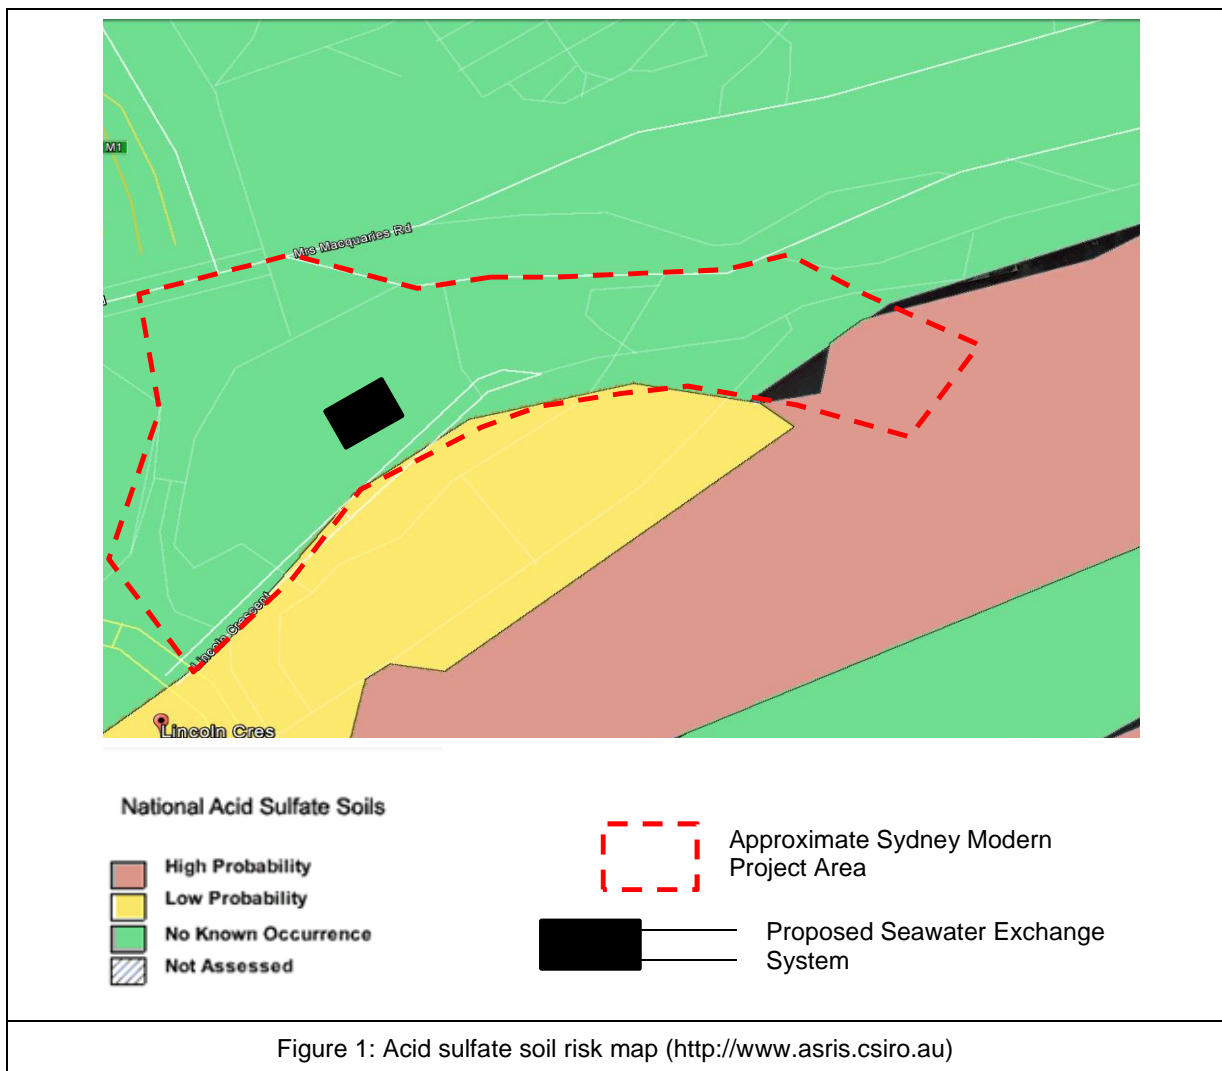 M1
Mrs Macquaries Rd
Lincoln Crescent
Lincoln Cres
National Acid Sulfate Soils
High Probability
Low Probability
No Known Occurrence
Not Assessed
Approximate Sydney Modern
Project Area
Proposed Seawater Exchange
System
Figure 1: Acid sulfate soil risk map (http://www.asris.csiro.au)